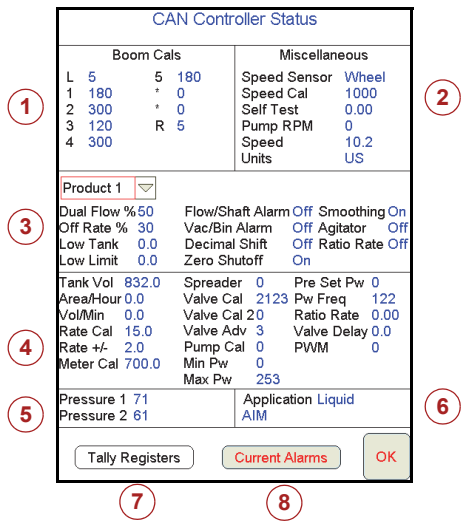 CAN Controller Status
Boom Cals
L 5 5 180
1 180 * 0
2 300 * 0
3 120 R 5
4 300
Miscellaneous
Speed Sensor Wheel
Speed Cal 1000
Self Test 0.00
Pump RPM 0
Speed 10.2
Units US
1
2
Product 1
Dual Flow % 50 Flow/Shaft Alarm Off Smoothing On
Off Rate % 30 Vac/Bin Alarm Off Agitator Off
Low Tank 0.0 Decimal Shift Off Ratio Rate Off
Low Limit 0.0 Zero Shutoff On
3
Tank Vol 832.0 Spreader 0 Pre Set Pw 0
Area/Hour 0.0 Valve Cal 2123 Pw Freq 122
Vol/Min 0.0 Valve Cal 2 0 Ratio Rate 0.00
Rate Cal 15.0 Valve Adv 3 Valve Delay 0.0
Rate +/- 2.0 Pump Cal 0 PWM 0
Meter Cal 700.0 Min Pw 0
Max Pw 253
4
Pressure 1 71
Pressure 2 61
5
Application Liquid
AIM
6
Tally Registers
Current Alarms
OK
7
8